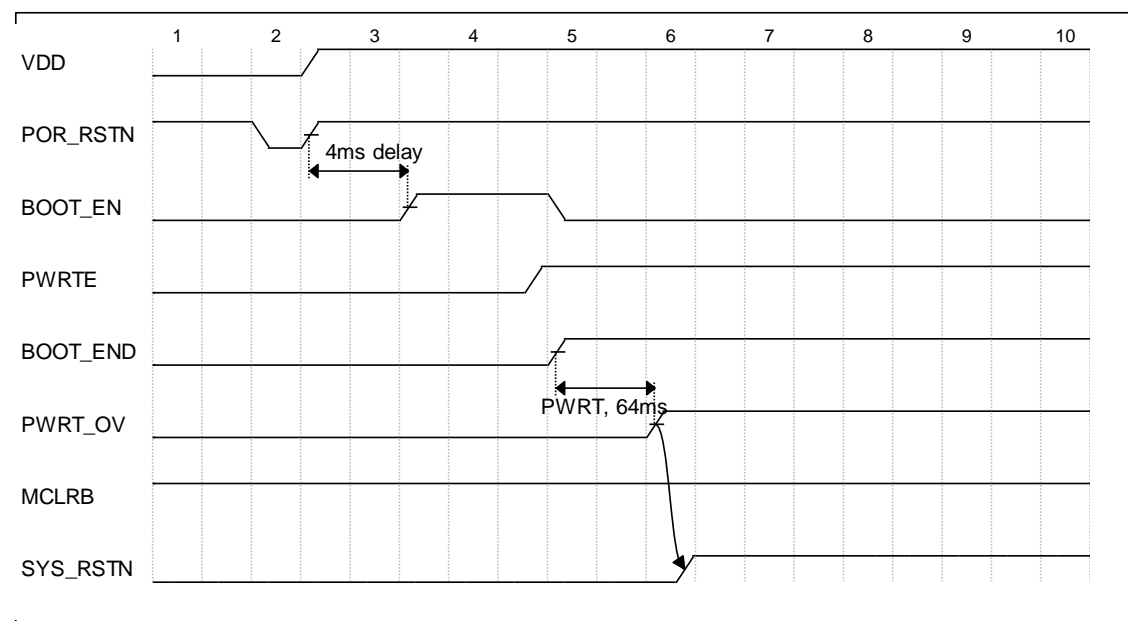 1 2 3 4 5 6 7 8 9 10
VDD
POR_RSTN
4ms delay
BOOT_EN
PWRTE
BOOT_END
PWRT, 64ms
PWRT_OV
MCLRB
SYS_RSTN